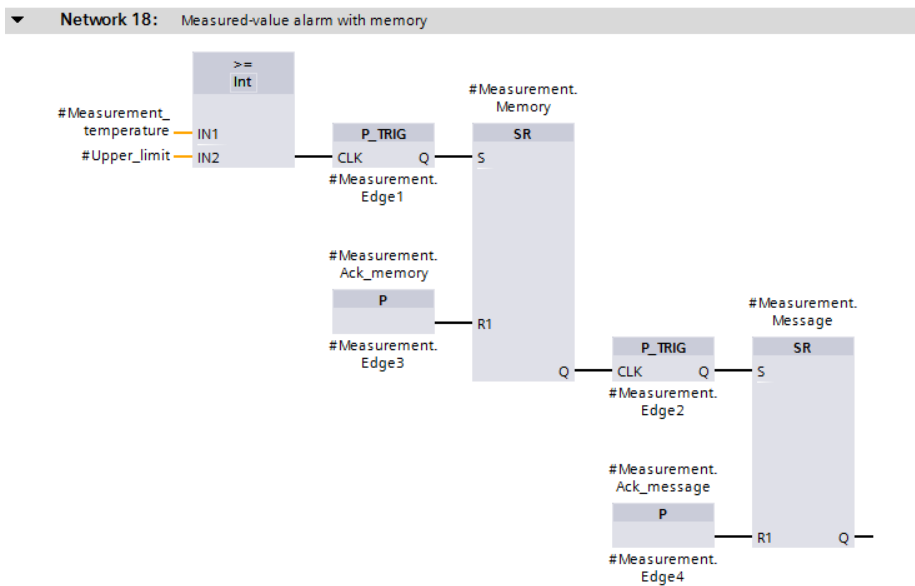 Network 18: Measured-value alarm with memory
>=
Int
#Measurement_
temperature
IN1
#Upper_limit
IN2
P_TRIG
CLK Q
#Measurement.
Edge1
#Measurement.
Memory
SR
S
#Measurement.
Ack_memory
P
R1
#Measurement.
Edge3
Q
#Measurement.
Message
P_TRIG
CLK Q
#Measurement.
Edge2
SR
S
#Measurement.
Ack_message
P
R1 Q
#Measurement.
Edge4